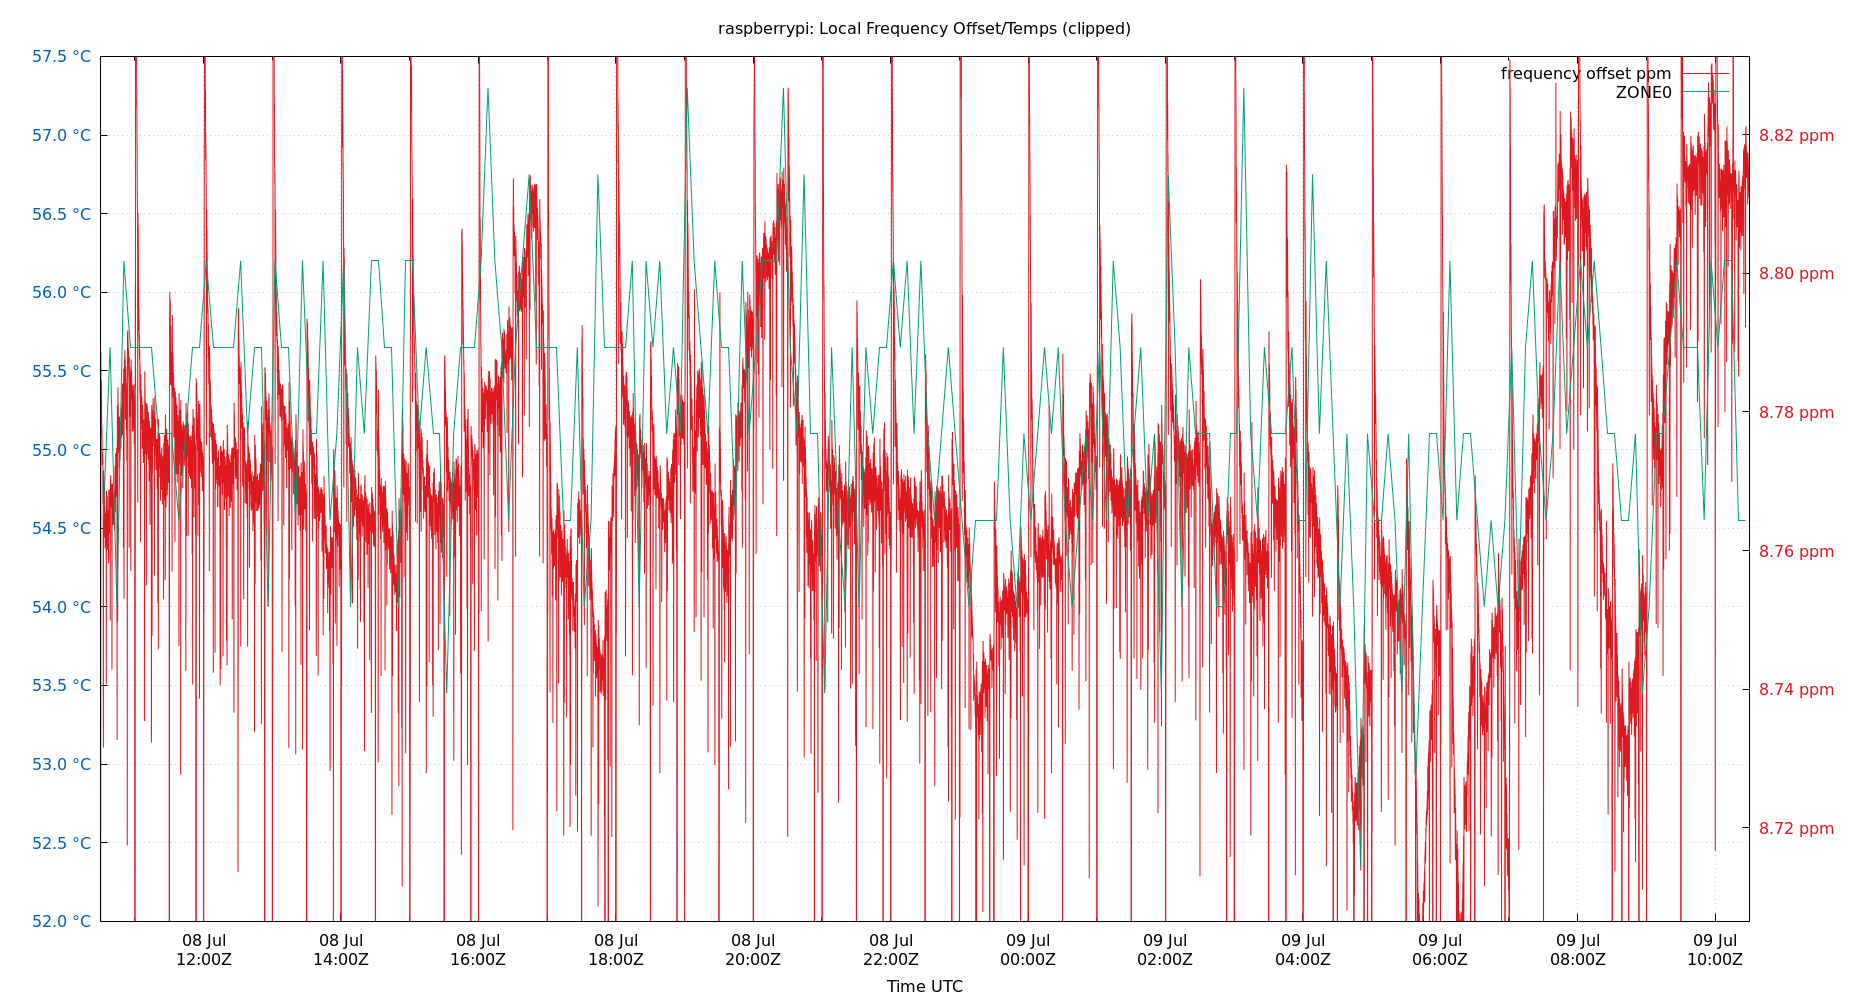 raspberrypi: Local Frequency Offset/Temps (clipped)
57.5 °C
57.0 °C
56.5 °C
56.0 °C
55.5 °C
55.0 °C
54.5 °C
54.0 °C
53.5 °C
53.0 °C
52.5 °C
52.0 °C
frequency offset ppm
ZONE0
8.82 ppm
8.80 ppm
8.78 ppm
8.76 ppm
8.74 ppm
8.72 ppm
08 Jul 08 Jul 08 Jul 08 Jul 08 Jul 08 Jul 09 Jul 09 Jul 09 Jul 09 Jul 09 Jul 09 Jul
12:00Z 14:00Z 16:00Z 18:00Z 20:00Z 22:00Z 00:00Z 02:00Z 04:00Z 06:00Z 08:00Z 10:00Z
Time UTC